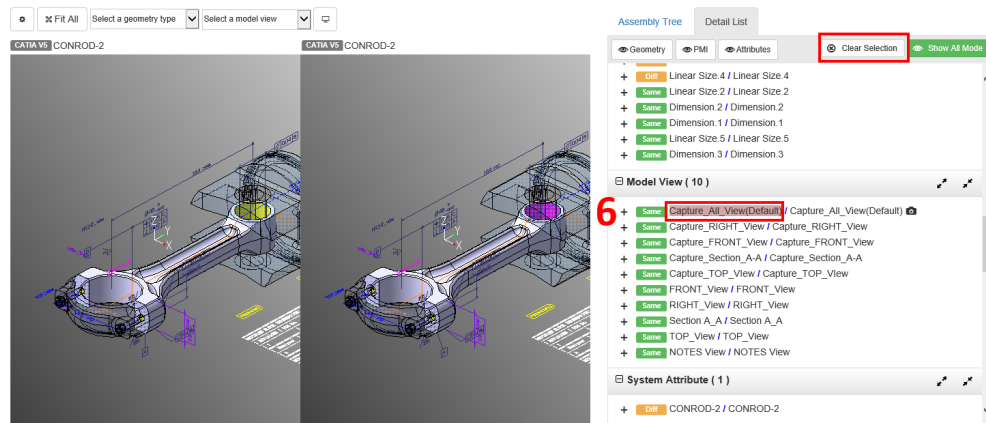 Fit All
Select a geometry type
Select a model view
CATIA V5 CONROD-2
CATIA V5 CONROD-2
Z
Y
X
Z
Y
X
Assembly Tree
Detail List
Geometry
PMI
Attributes
Clear Selection
Show All Mode
+ Diff Linear Size.4 / Linear Size.4
+ Same Linear Size.2 / Linear Size.2
+ Same Dimension.2 / Dimension.2
+ Same Dimension.1 / Dimension.1
+ Same Linear Size.5 / Linear Size.5
+ Same Dimension.3 / Dimension.3
Model View ( 10 )
6
+ Same Capture_All_View(Default) / Capture_All_View(Default)
+ Same Capture_RIGHT_View / Capture_RIGHT_View
+ Same Capture_FRONT_View / Capture_FRONT_View
+ Same Capture_Section_A-A / Capture_Section_A-A
+ Same Capture_TOP_VIew / Capture_TOP_VIew
+ Same FRONT_View / FRONT_View
+ Same RIGHT_View / RIGHT_View
+ Same Section A_A / Section A_A
+ Same TOP_View / TOP_View
+ Same NOTES View / NOTES View
System Attribute ( 1 )
+ Diff CONROD-2 / CONROD-2